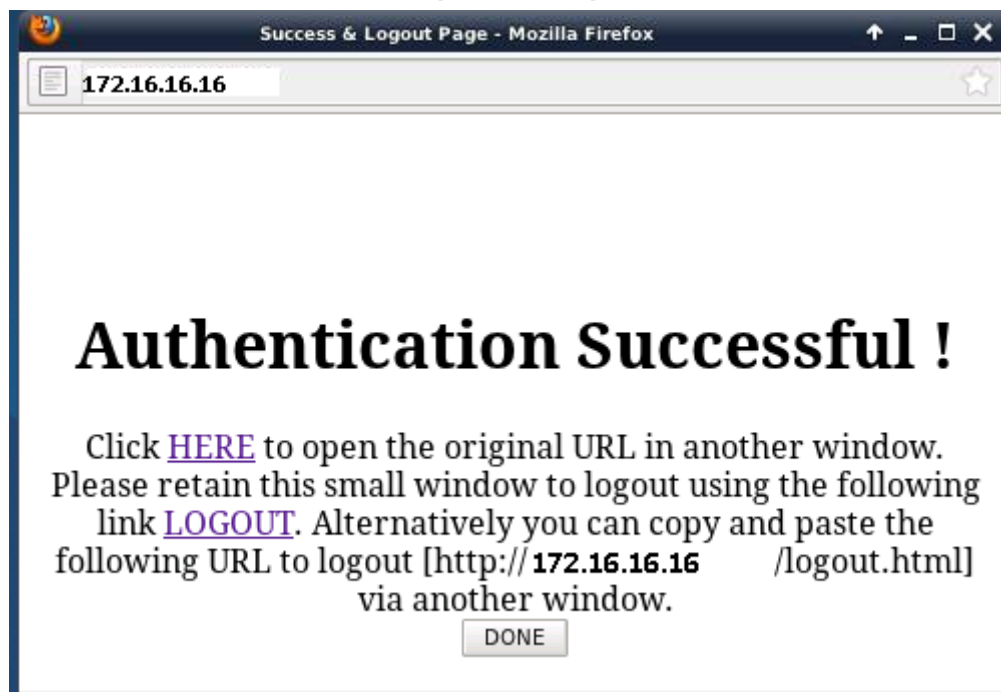 Success & Logout Page - Mozilla Firefox
172.16.16.16
Authentication Successful !
Click HERE to open the original URL in another window.
Please retain this small window to logout using the following
link LOGOUT. Alternatively you can copy and paste the
following URL to logout [http:// 172.16.16.16 /logout.html]
via another window.
DONE